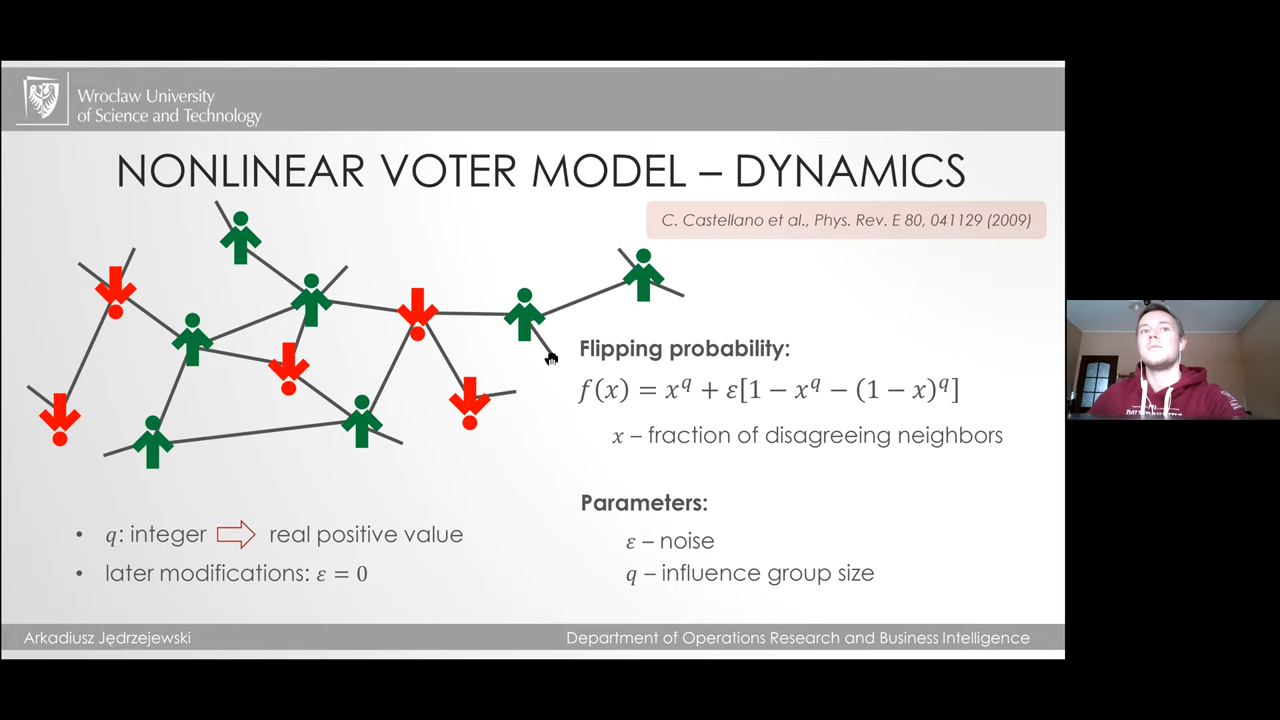 Wrocław University
of Science and Technology
NONLINEAR VOTER MODEL – DYNAMICS
C. Castellano et al., Phys. Rev. E 80, 041129 (2009)
Flipping probability:
f(x) = x^q + ε[1 − x^q − (1 − x)^q]
x – fraction of disagreeing neighbors
Parameters:
ε – noise
q – influence group size
• q: integer ⇨ real positive value
• later modifications: ε = 0
Arkadiusz Jędrzejewski
Department of Operations Research and Business Intelligence